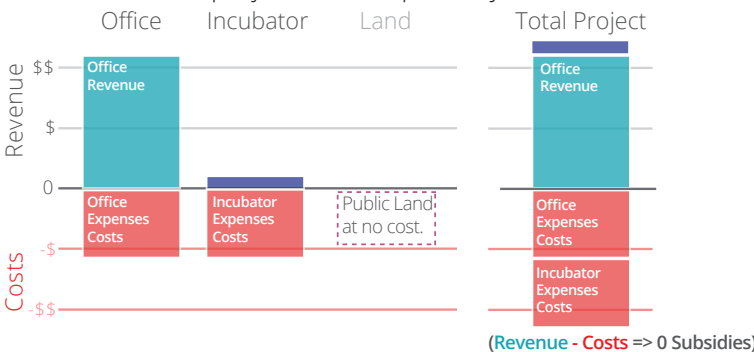 Office
Incubator
Land
Total Project
Revenue
$$
$
0
-$
-$$
Costs
Office
Revenue
Office
Expenses
Costs
Incubator
Expenses
Costs
Public Land
at no cost.
Office
Revenue
Office
Expenses
Costs
Incubator
Expenses
Costs
(Revenue - Costs => 0 Subsidies)